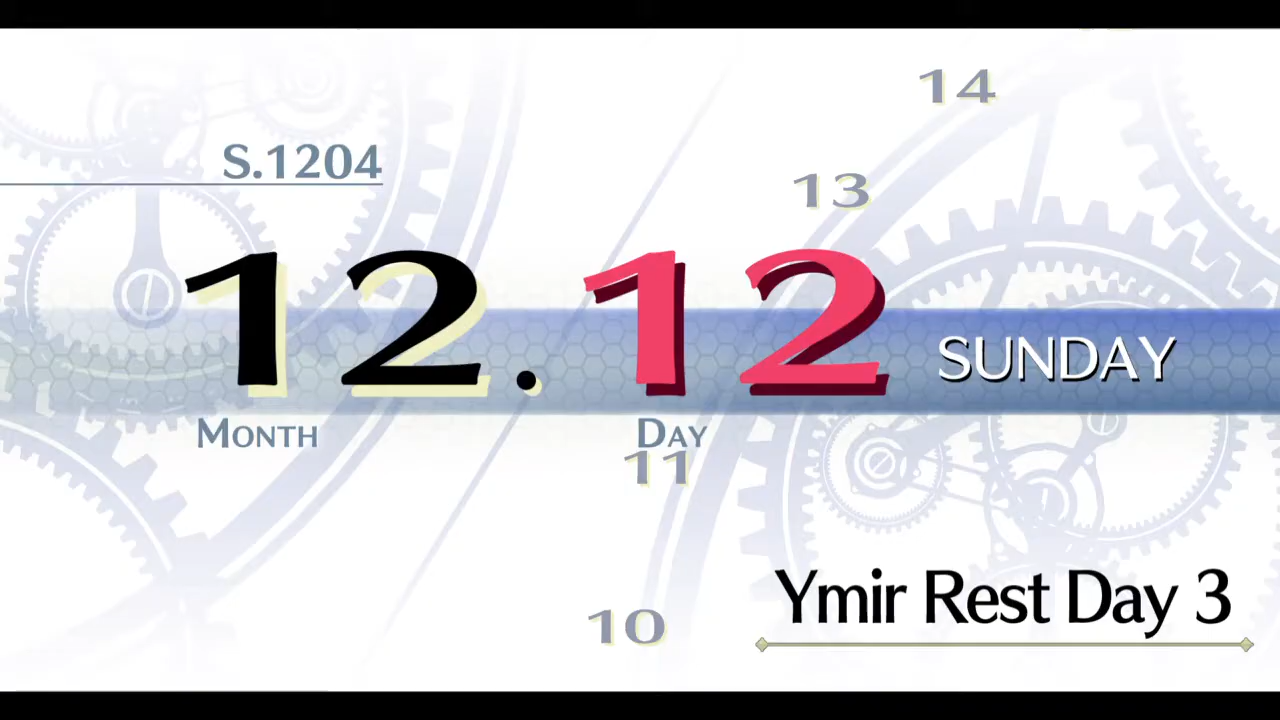 14
S.1204
13
12.12
SUNDAY
MONTH
DAY
11
Ymir Rest Day 3
10